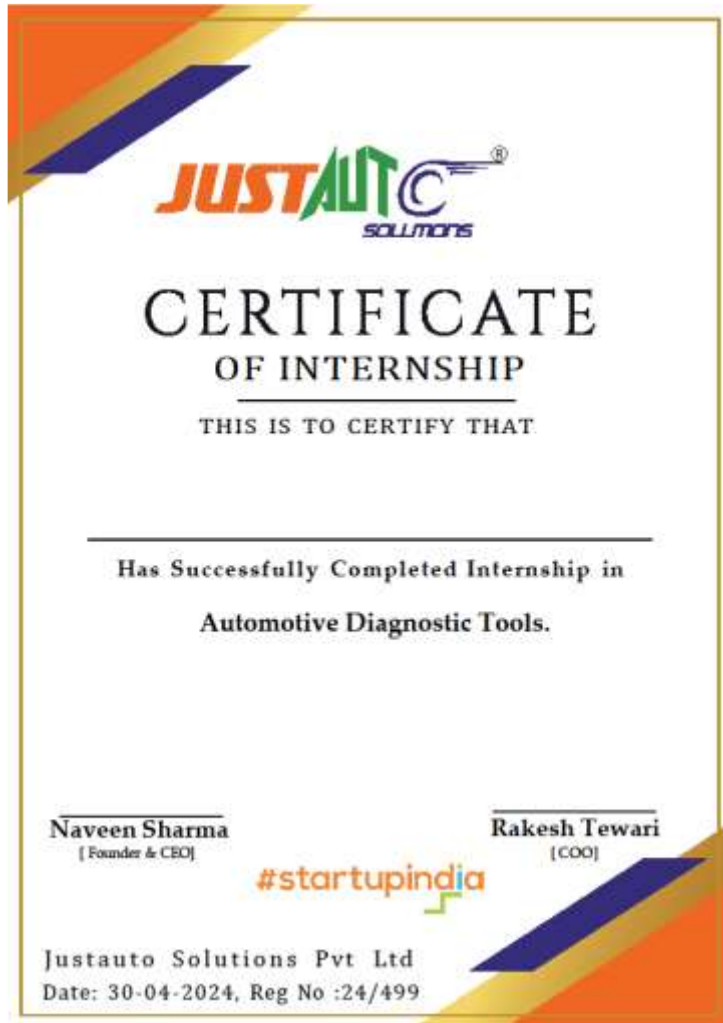 JUSTAUTO ®
SOLUTIONS
CERTIFICATE
OF INTERNSHIP
THIS IS TO CERTIFY THAT
Has Successfully Completed Internship in
Automotive Diagnostic Tools.
Naveen Sharma Rakesh Tewari
[ Founder & CEO] [COO]
#startupindia
Justauto Solutions Pvt Ltd
Date: 30-04-2024, Reg No :24/499